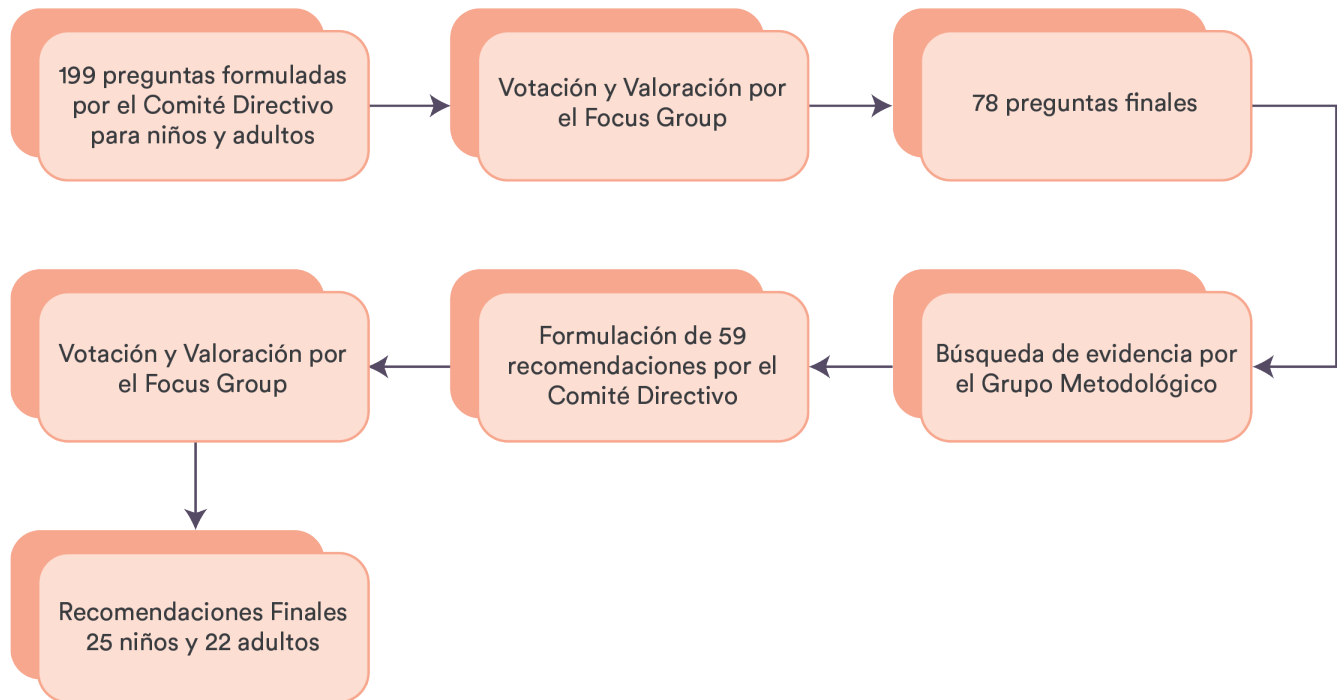 199 preguntas formuladas
por el Comité Directivo
para niños y adultos
Votación y Valoración por
el Focus Group
78 preguntas finales
Búsqueda de evidencia por
el Grupo Metodológico
Formulación de 59
recomendaciones por el
Comité Directivo
Votación y Valoración por
el Focus Group
Recomendaciones Finales
25 niños y 22 adultos